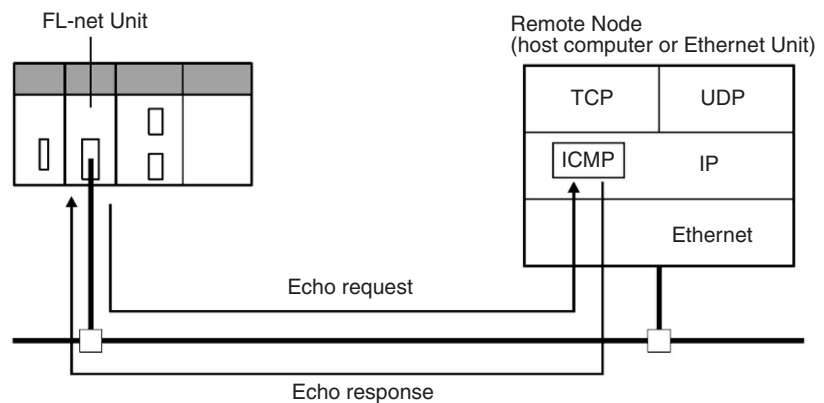 FL-net Unit
Remote Node
(host computer or Ethernet Unit)
TCP
UDP
ICMP
IP
Ethernet
Echo request
Echo response